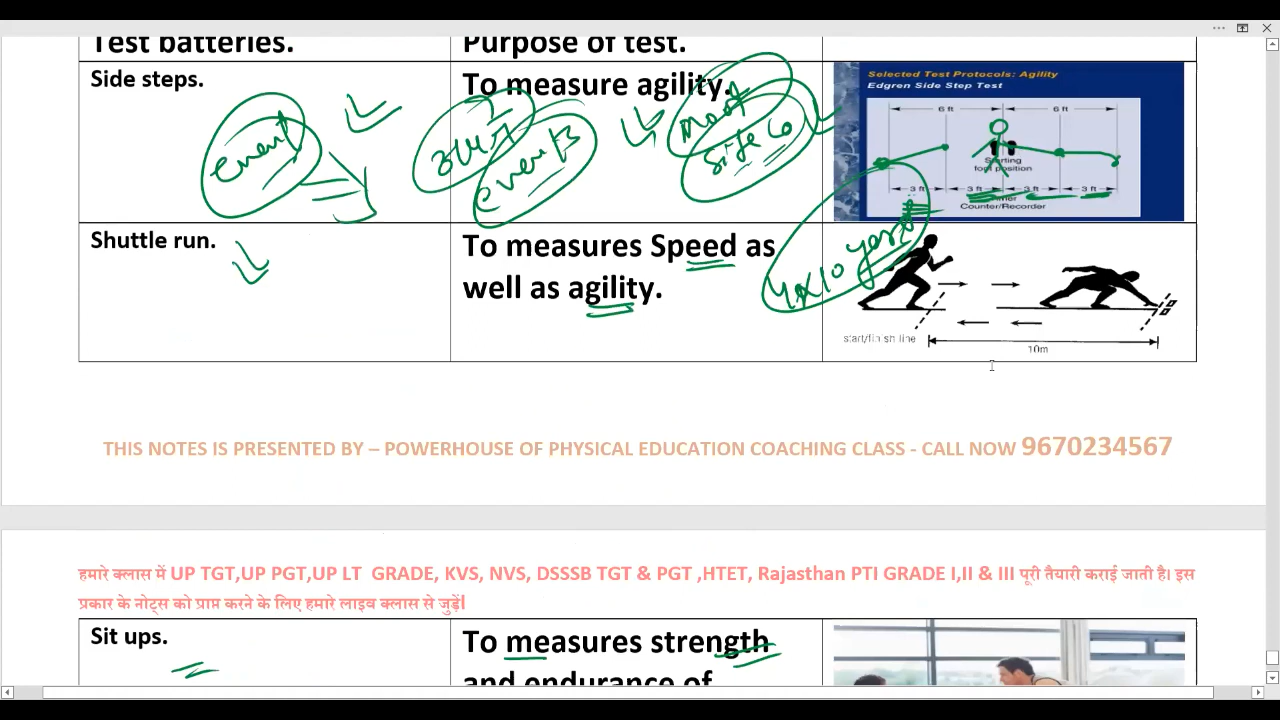 Test batteries.
Purpose of test.
Side steps.
To measure agility.
Selected Test Protocols: Agility
Edgren Side Step Test
6 ft
6 ft
Starting
foot position
3 ft
3 ft
3 ft
3 ft
Counter/Recorder
event
event
side
4x10
Shuttle run.
To measures Speed as
well as agility.
start/finish line
10m
THIS NOTES IS PRESENTED BY – POWERHOUSE OF PHYSICAL EDUCATION COACHING CLASS - CALL NOW 9670234567
हमारे क्लास में UP TGT,UP PGT,UP LT GRADE, KVS, NVS, DSSSB TGT & PGT ,HTET, Rajasthan PTI GRADE I,II & III पूरी तैयारी कराई जाती है। इस
प्रकार के नोट्स को प्राप्त करने के लिए हमारे लाइव क्लास से जुड़ेंI
Sit ups.
To measures strength
and endurance of